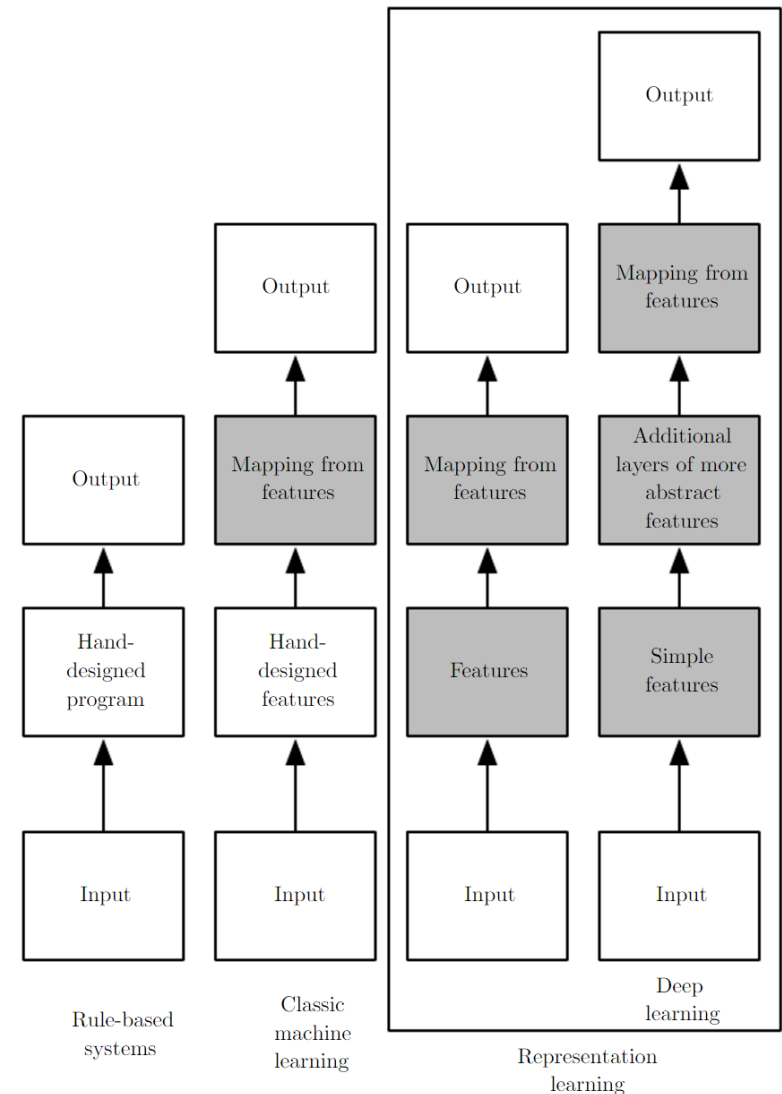 Output
Output
Output
Mapping from
features
Output
Mapping from
features
Mapping from
features
Additional
layers of more
abstract
features
Hand-
designed
program
Hand-
designed
features
Features
Simple
features
Input
Input
Input
Input
Rule-based
systems
Classic
machine
learning
Deep
learning
Representation
learning